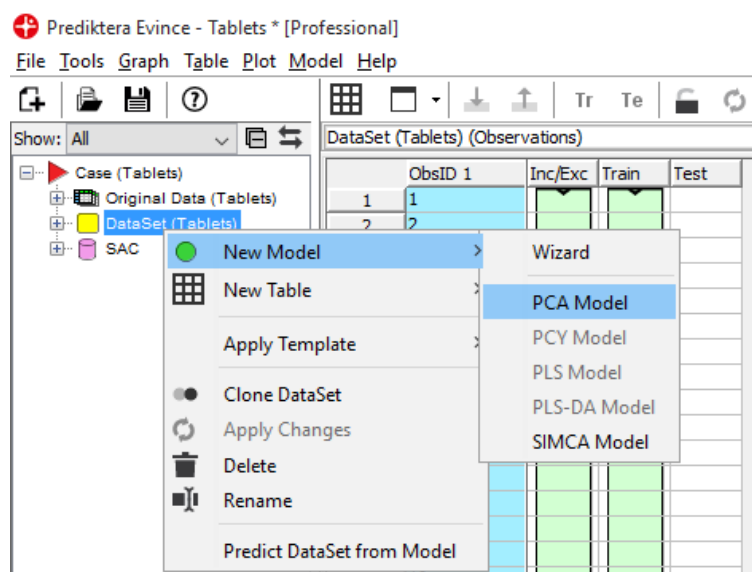 Prediktera Evince - Tablets * [Professional]
File Tools Graph Table Plot Model Help
Tr Te
Show: All
DataSet (Tablets) (Observations)
Case (Tablets)
Original Data (Tablets)
DataSet (Tablets)
SAC
ObsID 1 Inc/Exc Train Test
1 1
2 2
New Model
New Table
Apply Template
Clone DataSet
Apply Changes
Delete
Rename
Predict DataSet from Model
Wizard
PCA Model
PCY Model
PLS Model
PLS-DA Model
SIMCA Model